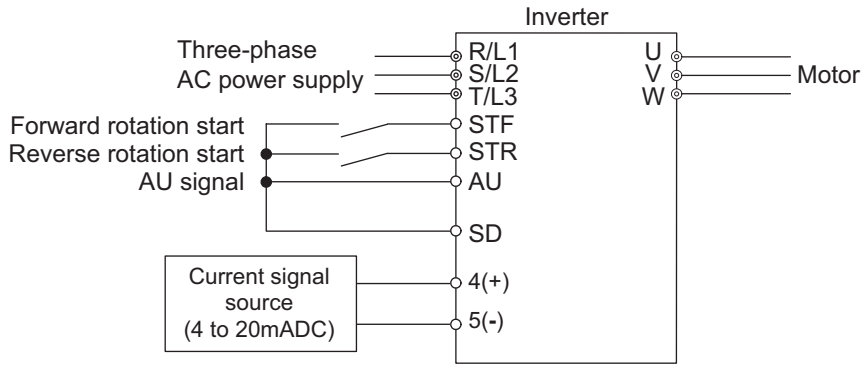 Inverter
Three-phase
AC power supply
R/L1
S/L2
T/L3
U
V
W
Motor
Forward rotation start
STF
Reverse rotation start
STR
AU signal
AU
SD
Current signal
source
(4 to 20mADC)
4(+)
5(-)